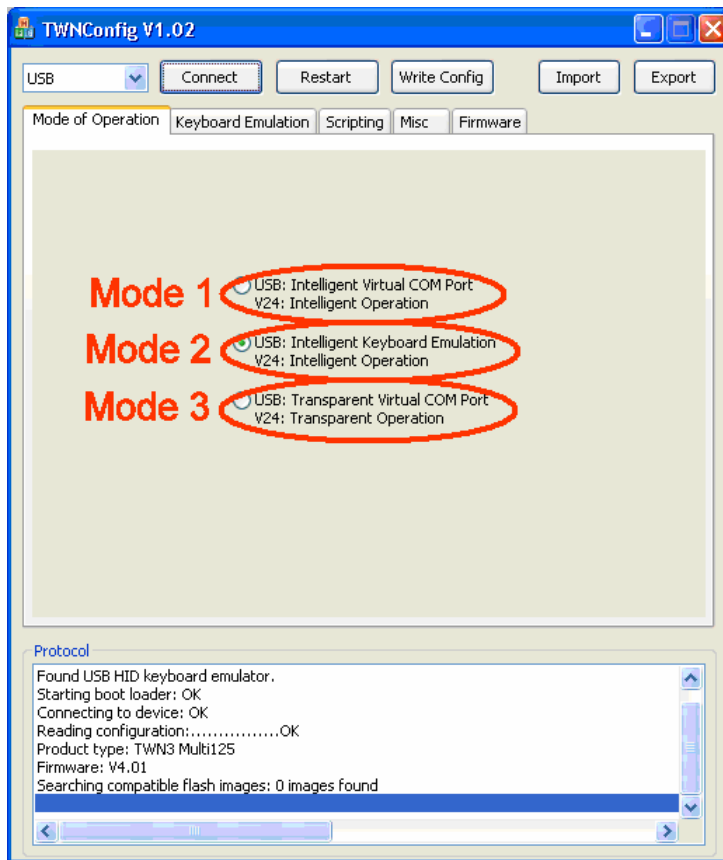 TWNConfig V1.02
USB Connect Restart Write Config Import Export
Mode of Operation Keyboard Emulation Scripting Misc Firmware
Mode 1
USB: Intelligent Virtual COM Port
V24: Intelligent Operation
Mode 2
USB: Intelligent Keyboard Emulation
V24: Intelligent Operation
Mode 3
USB: Transparent Virtual COM Port
V24: Transparent Operation
Protocol
Found USB HID keyboard emulator.
Starting boot loader: OK
Connecting to device: OK
Reading configuration:................OK
Product type: TWN3 Multi125
Firmware: V4.01
Searching compatible flash images: 0 images found